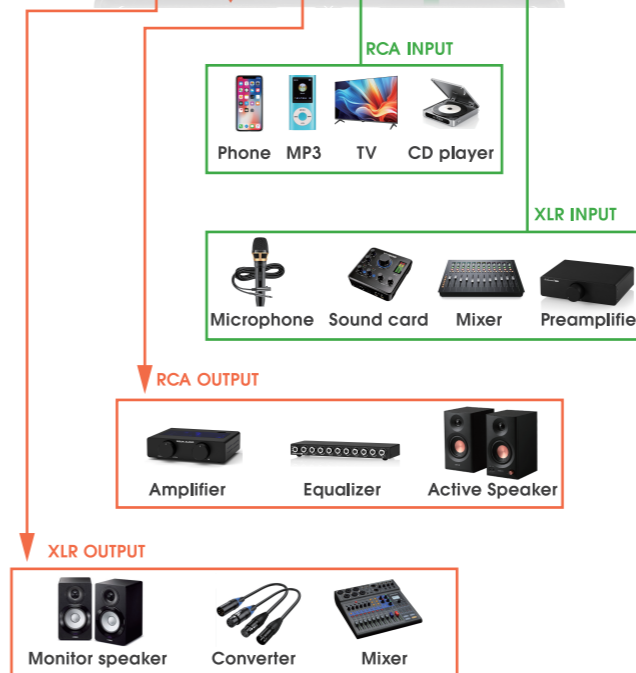 RCA INPUT
Phone MP3 TV CD player
XLR INPUT
Microphone Sound card Mixer Preamplifie
RCA OUTPUT
Amplifier Equalizer Active Speaker
XLR OUTPUT
Monitor speaker Converter Mixer